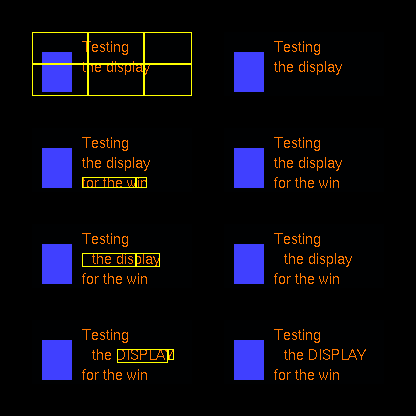 Testing
the display
Testing
the display
Testing
the display
for the win
Testing
the display
for the win
Testing
the display
for the win
Testing
the display
for the win
Testing
the DISPLAY
for the win
Testing
the DISPLAY
for the win